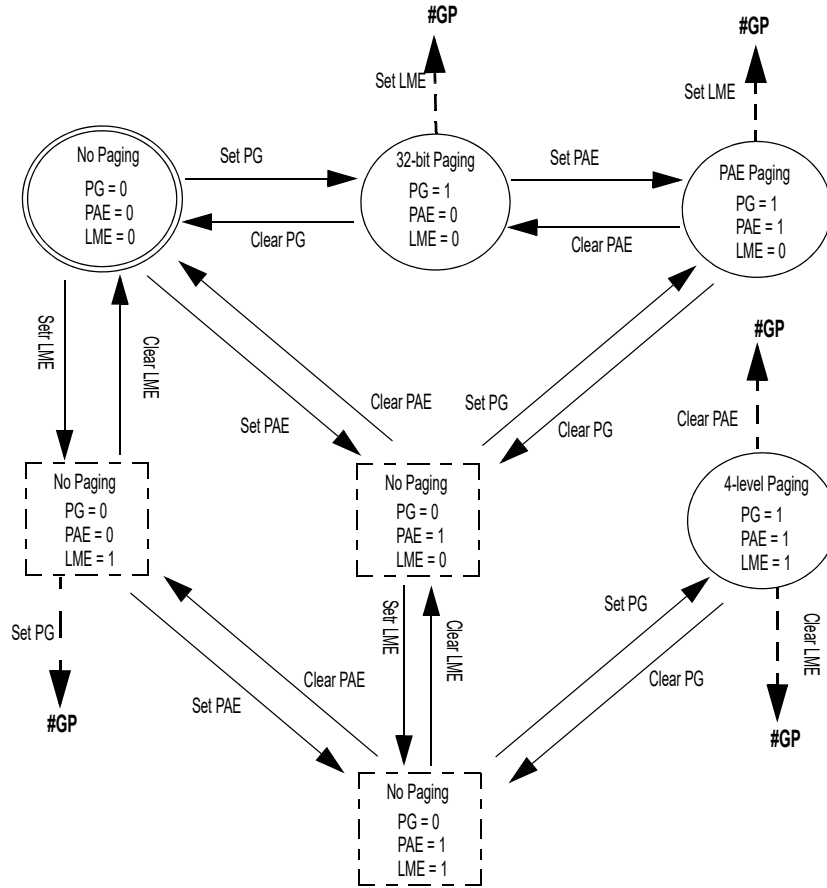 #GP
#GP
Set LME
Set LME
No Paging
PG = 0
PAE = 0
LME = 0
Set PG
Clear PG
32-bit Paging
PG = 1
PAE = 0
LME = 0
Set PAE
Clear PAE
PAE Paging
PG = 1
PAE = 1
LME = 0
Setr LME
Clear LME
Set PAE
Clear PAE
Set PG
Clear PG
#GP
Clear PAE
No Paging
PG = 0
PAE = 0
LME = 1
No Paging
PG = 0
PAE = 1
LME = 0
4-level Paging
PG = 1
PAE = 1
LME = 1
Set PG
#GP
Set PAE
Clear PAE
Setr LME
Clear LME
Set PG
Clear PG
Clear LME
#GP
No Paging
PG = 0
PAE = 1
LME = 1